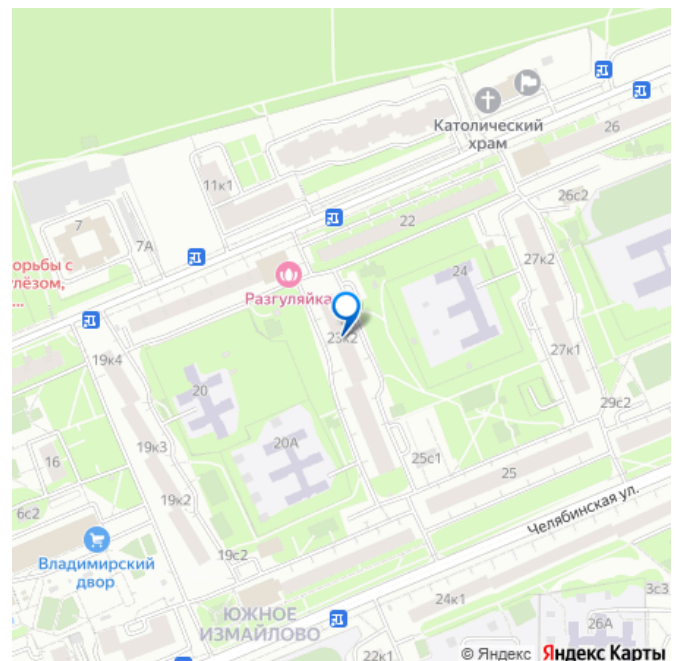 Католический
храм
26
11к1
26с2
7
7А
22
27к2
орьбы с
улёзом,
...
24
Разгуляйка
23к2
19к4
27к1
20
29с2
19к3
20А
16
25с1
25
19к2
6с2
Челябинская ул.
Владимирский
двор
19с2
24к1
3с3
ЮЖНОЕ
ИЗМАЙЛОВО
26А
22к1
© Яндекс Яндекс Карты